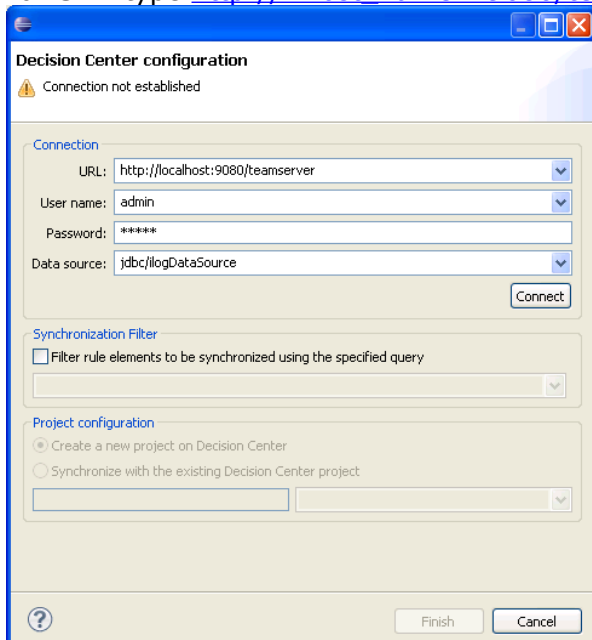 Decision Center configuration
Connection not established
Connection
URL: http://localhost:9080/teamserver
User name: admin
Password: *****
Data source: jdbc/ilogDataSource
Connect
Synchronization Filter
Filter rule elements to be synchronized using the specified query
Project configuration
Create a new project on Decision Center
Synchronize with the existing Decision Center project
Finish Cancel